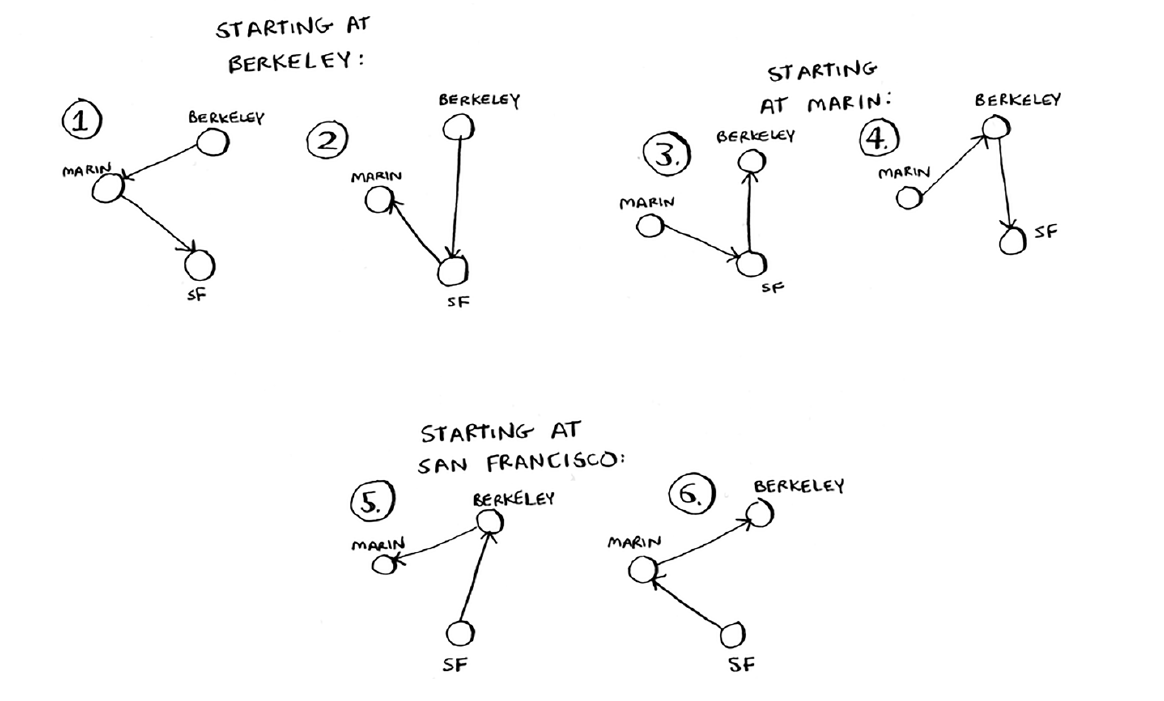 STARTING AT
BERKELEY:
1
BERKELEY
MARIN
SF
2
BERKELEY
MARIN
SF
STARTING
AT MARIN:
3.
BERKELEY
MARIN
SF
4.
BERKELEY
MARIN
SF
STARTING AT
SAN FRANCISCO:
5.
BERKELEY
MARIN
SF
6.
BERKELEY
MARIN
SF